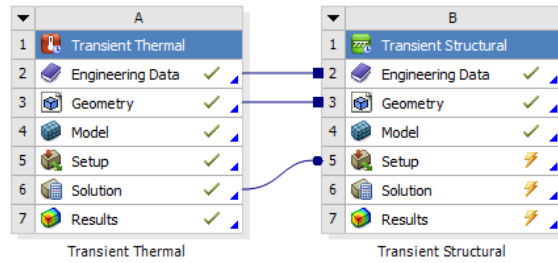 A
1 Transient Thermal
2 Engineering Data
3 Geometry
4 Model
5 Setup
6 Solution
7 Results
Transient Thermal
B
1 Transient Structural
2 Engineering Data
3 Geometry
4 Model
5 Setup
6 Solution
7 Results
Transient Structural